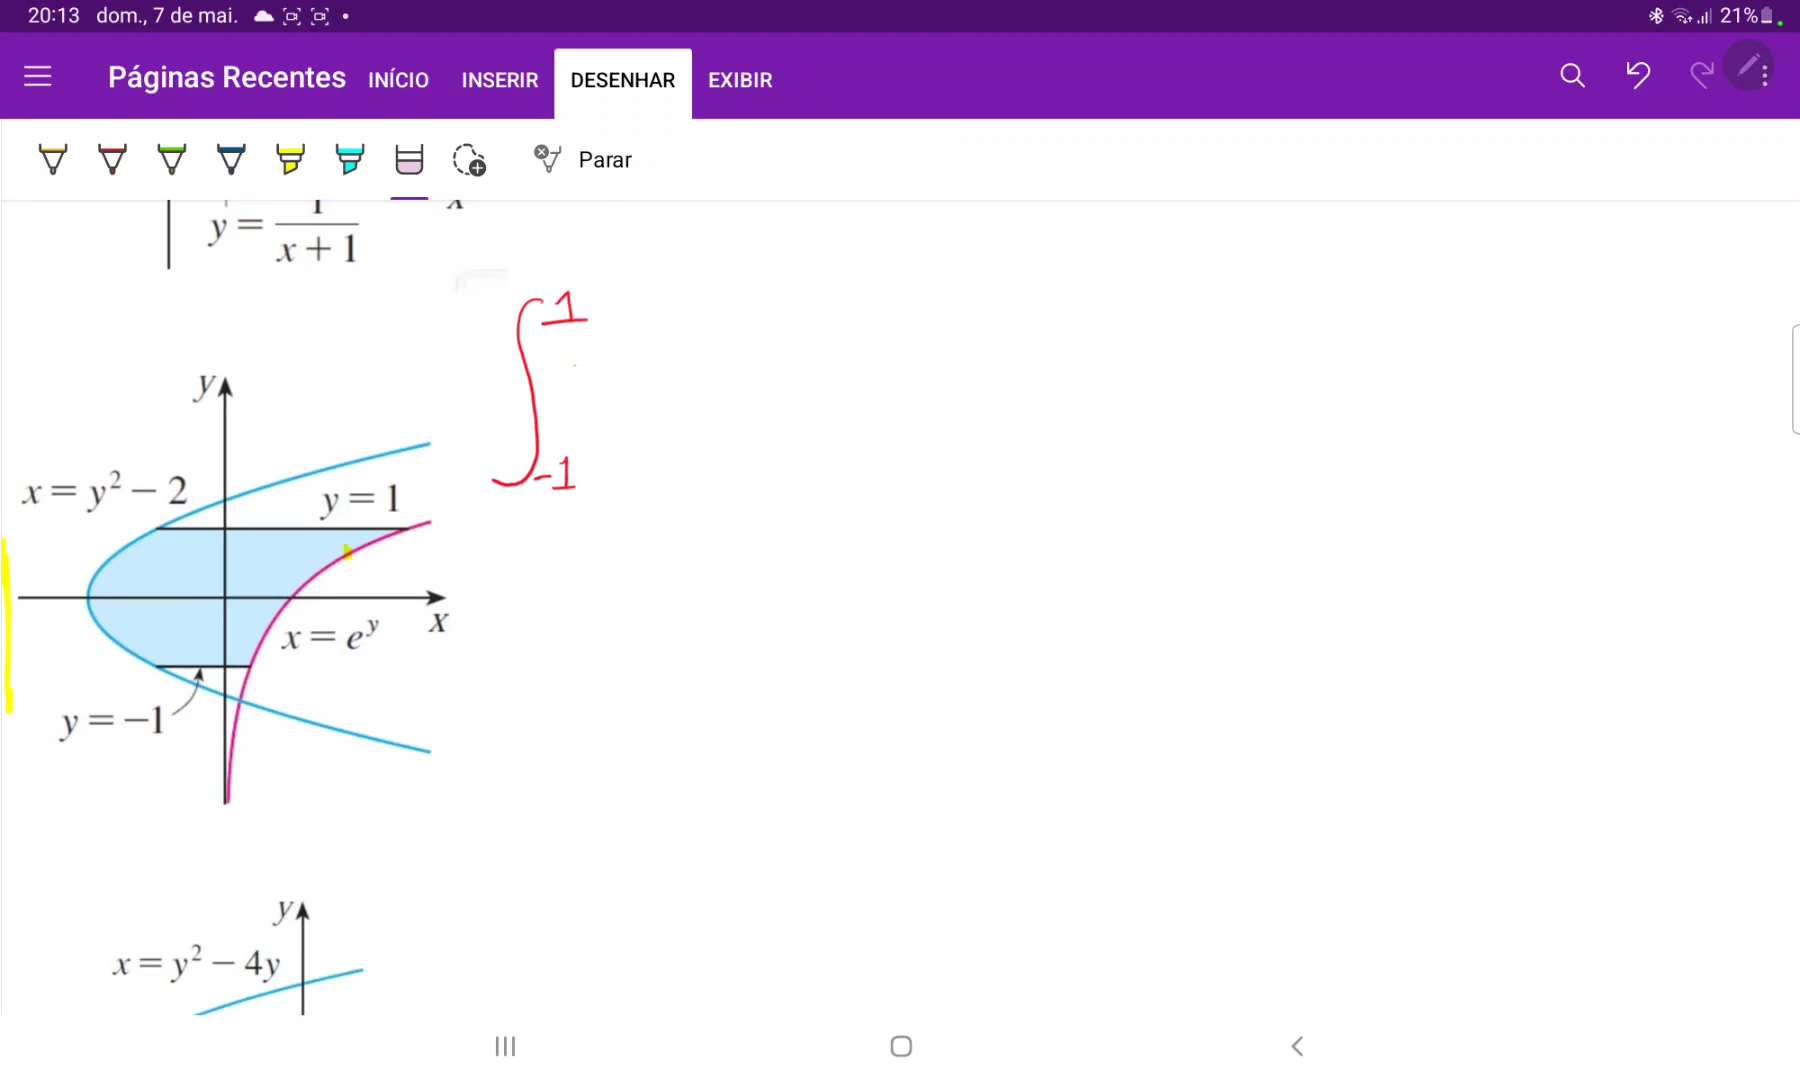 20:13 dom., 7 de mai. 21%
Páginas Recentes INÍCIO INSERIR DESENHAR EXIBIR
Parar
y = 1/(x + 1)
1
-1
y
x = y² − 2
y = 1
x = e^y
x
y = −1
y
x = y² − 4y